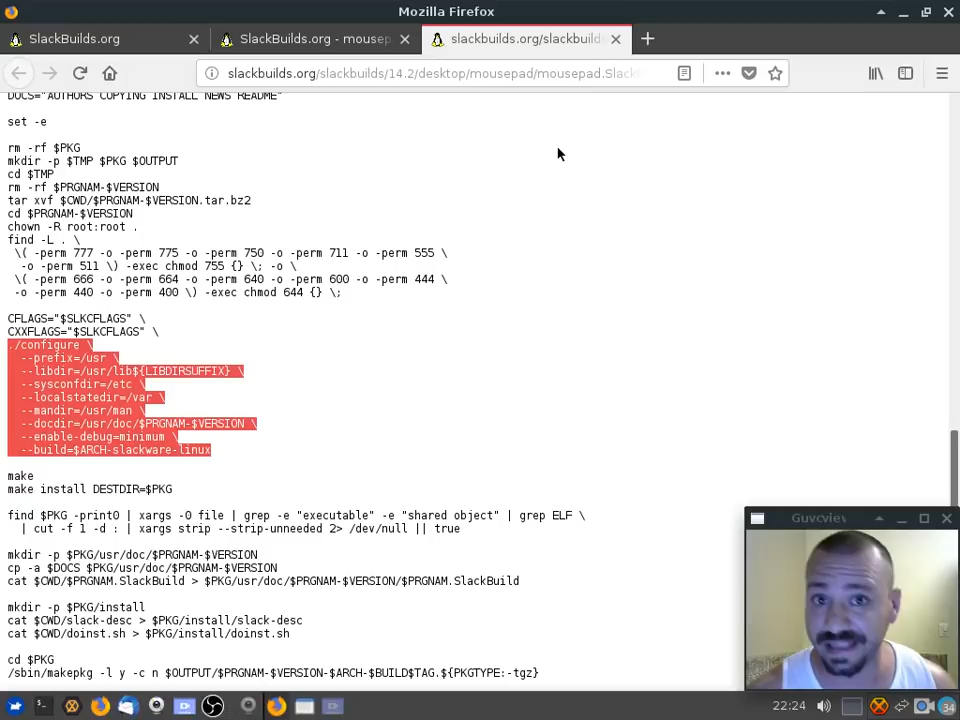 Mozilla Firefox
SlackBuilds.org
SlackBuilds.org - mousep
slackbuilds.org/slackbuilds
slackbuilds.org/slackbuilds/14.2/desktop/mousepad/mousepad.Slack
DOCS="AUTHORS COPYING INSTALL NEWS README"
set -e
rm -rf $PKG
mkdir -p $TMP $PKG $OUTPUT
cd $TMP
rm -rf $PRGNAM-$VERSION
tar xvf $CWD/$PRGNAM-$VERSION.tar.bz2
cd $PRGNAM-$VERSION
chown -R root:root .
find -L . \
\( -perm 777 -o -perm 775 -o -perm 750 -o -perm 711 -o -perm 555 \
-o -perm 511 \) -exec chmod 755 {} \; -o \
\( -perm 666 -o -perm 664 -o -perm 640 -o -perm 600 -o -perm 444 \
-o -perm 440 -o -perm 400 \) -exec chmod 644 {} \;
CFLAGS="$SLKCFLAGS" \
CXXFLAGS="$SLKCFLAGS" \
./configure \
--prefix=/usr \
--libdir=/usr/lib${LIBDIRSUFFIX} \
--sysconfdir=/etc \
--localstatedir=/var \
--mandir=/usr/man \
--docdir=/usr/doc/$PRGNAM-$VERSION \
--enable-debug=minimum \
--build=$ARCH-slackware-linux
make
make install DESTDIR=$PKG
find $PKG -print0 | xargs -0 file | grep -e "executable" -e "shared object" | grep ELF \
| cut -f 1 -d : | xargs strip --strip-unneeded 2> /dev/null || true
mkdir -p $PKG/usr/doc/$PRGNAM-$VERSION
cp -a $DOCS $PKG/usr/doc/$PRGNAM-$VERSION
cat $CWD/$PRGNAM.SlackBuild > $PKG/usr/doc/$PRGNAM-$VERSION/$PRGNAM.SlackBuild
mkdir -p $PKG/install
cat $CWD/slack-desc > $PKG/install/slack-desc
cat $CWD/doinst.sh > $PKG/install/doinst.sh
cd $PKG
/sbin/makepkg -l y -c n $OUTPUT/$PRGNAM-$VERSION-$ARCH-$BUILD$TAG.${PKGTYPE:-tgz}
Guvcview
22:24
34